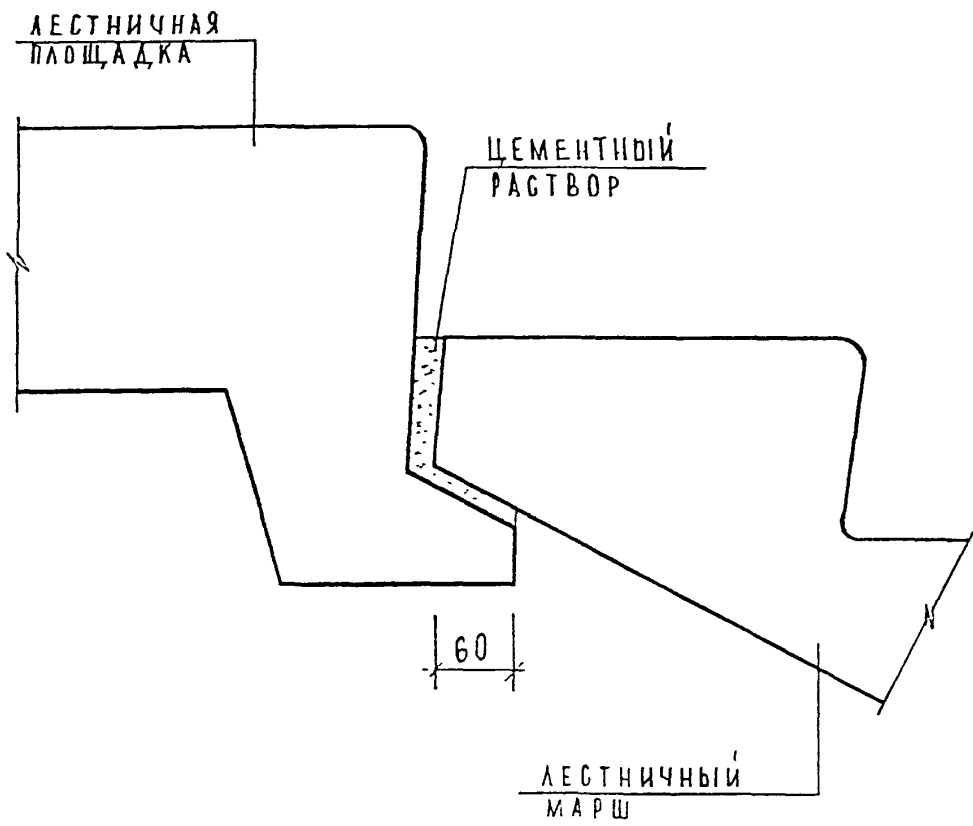 ЛЕСТНИЧНАЯ
ПЛОЩАДКА
ЦЕМЕНТНЫЙ
РАСТВОР
60
ЛЕСТНИЧНЫЙ
МАРШ